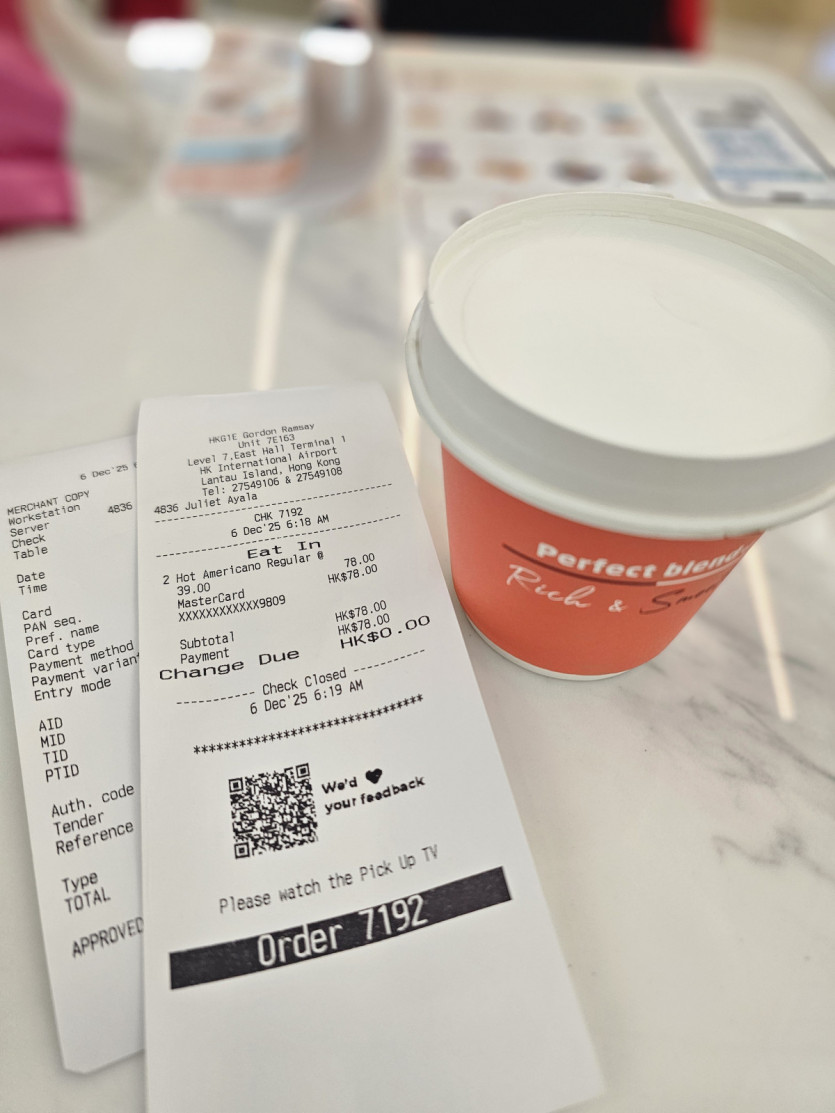 6 Dec'25 6
MERCHANT COPY
Workstation
Server 4836
Check
Table
Date
Time
Card
PAN seq.
Pref. name
Card type
Payment method
Payment variant
Entry mode
AID
MID
TID
PTID
Auth. code
Tender
Reference
Type
TOTAL
APPROVED
HKG1E Gordon Ramsay
Unit 7E163
Level 7,East Hall Terminal 1
HK International Airport
Lantau Island, Hong Kong
Tel: 27549106 & 27549108
4836 Juliet Ayala
CHK 7192
6 Dec'25 6:18 AM
Eat In
2 Hot Americano Regular @
39.00 78.00
MasterCard HK$78.00
XXXXXXXXXXXX9809
Subtotal HK$78.00
Payment HK$78.00
Change Due HK$0.00
----------- Check Closed ----------
6 Dec'25 6:19 AM
******************************
We'd ♥
your feedback
Please watch the Pick Up TV
Order 7192
Perfect blend!
Rich & Smoo